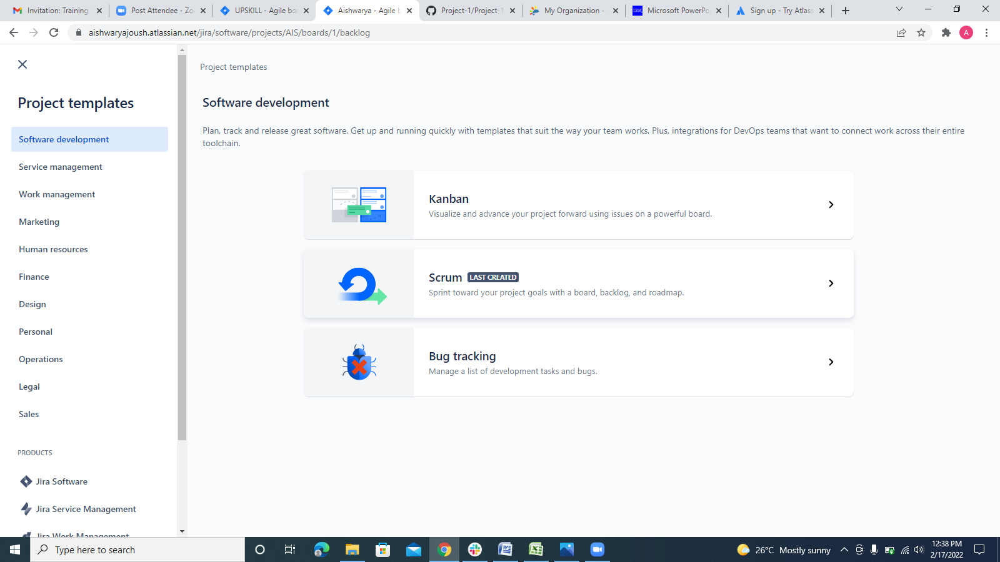 Invitation: Training
Post Attendee - Zo
UPSKILL - Agile bo
Aishwarya - Agile b
Project-1/Project-1
My Organization -
IBM
Microsoft PowerPo
Sign up - Try Atlass
aishwaryajoush.atlassian.net/jira/software/projects/AIS/boards/1/backlog
A
Project templates
Software development
Service management
Work management
Marketing
Human resources
Finance
Design
Personal
Operations
Legal
Sales
PRODUCTS
Jira Software
Jira Service Management
Jira Work Management
Project templates
Software development
Plan, track and release great software. Get up and running quickly with templates that suit the way your team works. Plus, integrations for DevOps teams that want to connect work across their entire
toolchain.
Kanban
Visualize and advance your project forward using issues on a powerful board.
Scrum LAST CREATED
Sprint toward your project goals with a board, backlog, and roadmap.
Bug tracking
Manage a list of development tasks and bugs.
Type here to search
26°C Mostly sunny
12:38 PM
2/17/2022